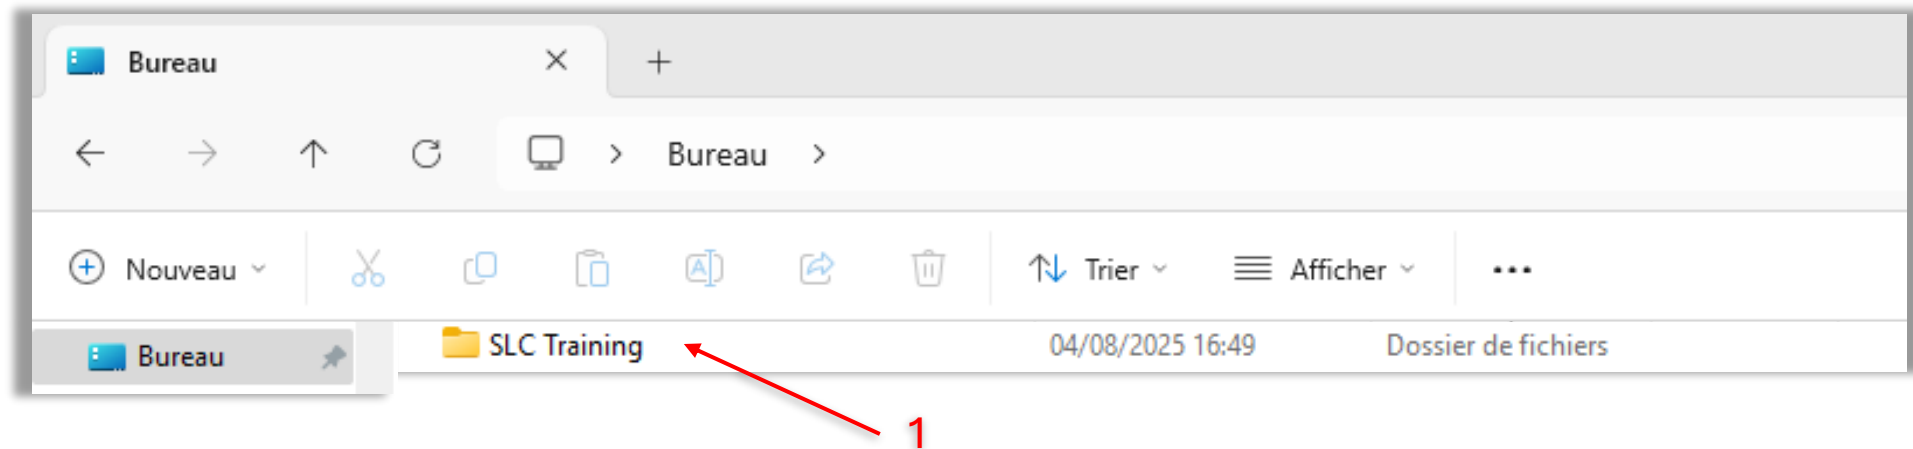 Bureau
Bureau
Nouveau
Trier
Afficher
Bureau
SLC Training 04/08/2025 16:49 Dossier de fichiers
1